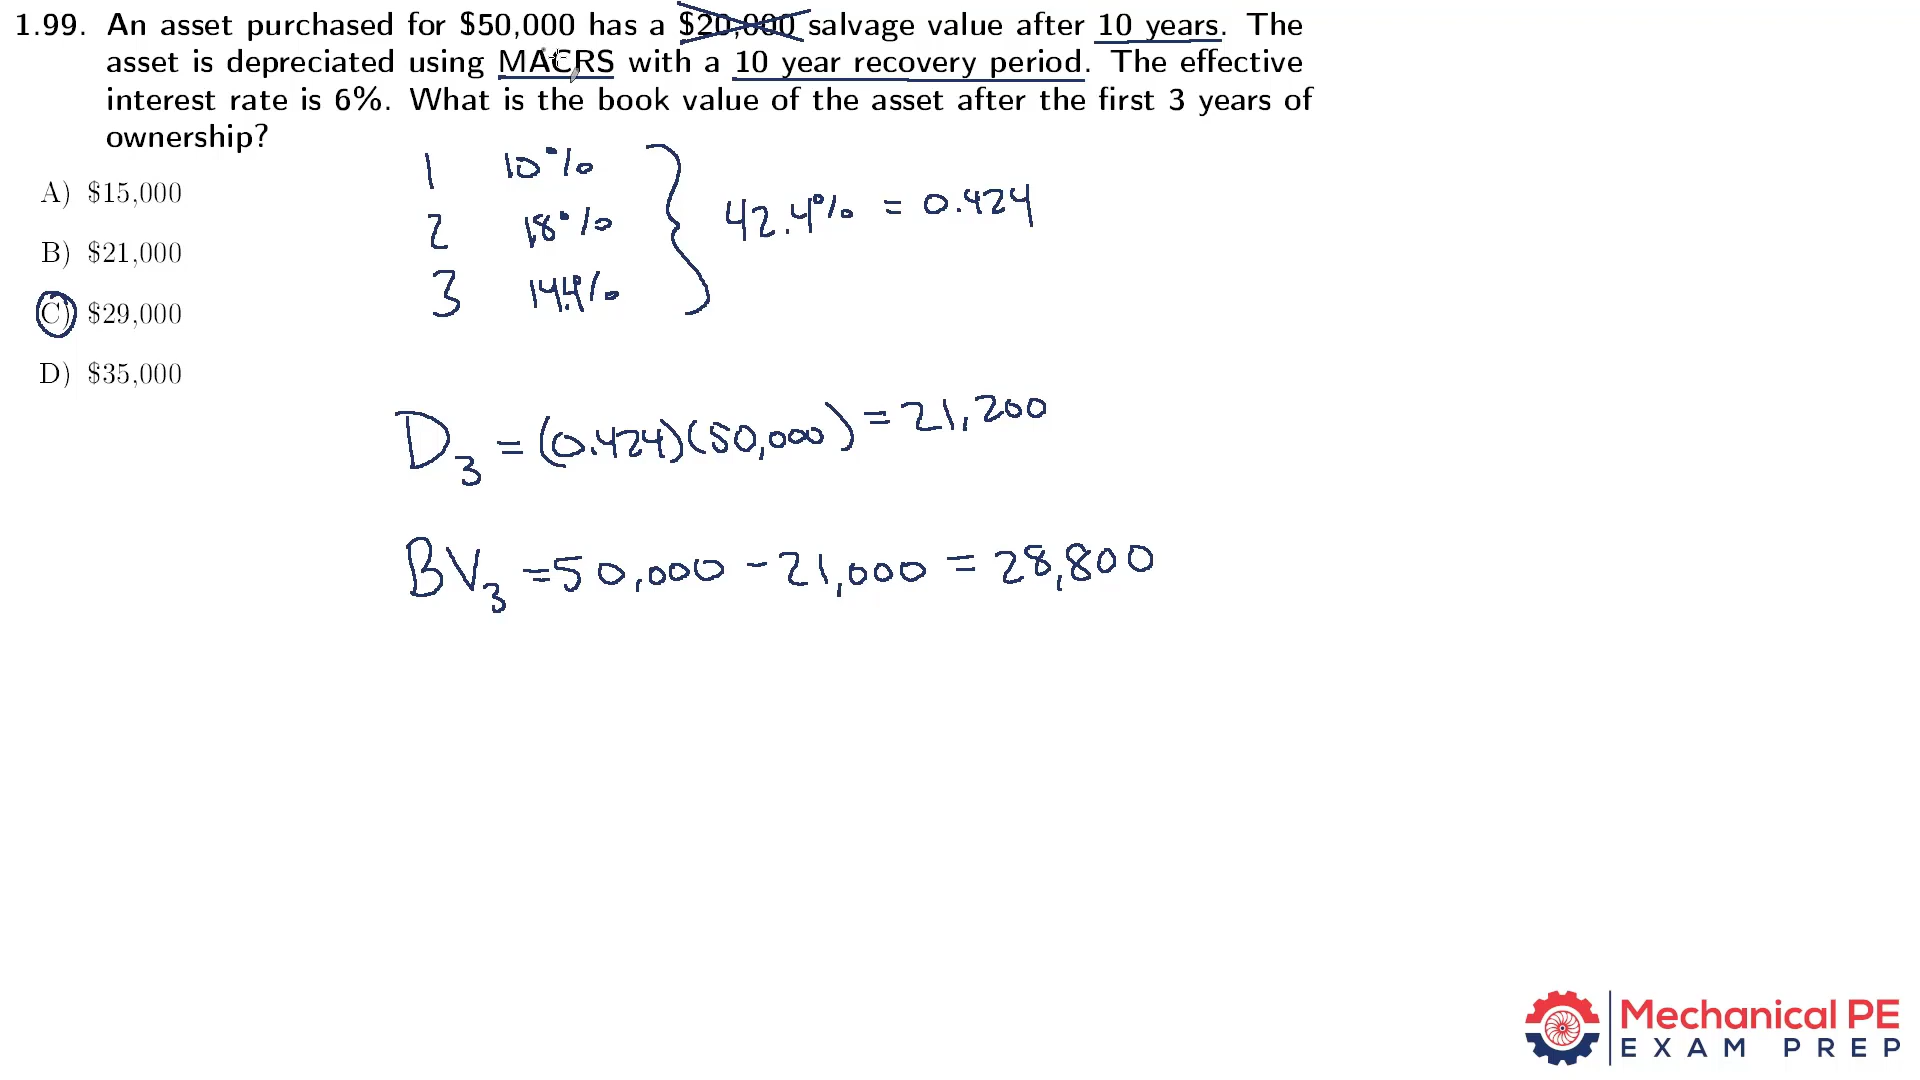 1.99. An asset purchased for $50,000 has a $20,000 salvage value after 10 years. The
asset is depreciated using MACRS with a 10 year recovery period. The effective
interest rate is 6%. What is the book value of the asset after the first 3 years of
ownership?
A) $15,000
B) $21,000
C) $29,000
D) $35,000
1 10%
2 18%
3 14.4%
42.4% = 0.424
D3 = (0.424)(50,000) = 21,200
BV3 = 50,000 - 21,000 = 28,800
Mechanical PE
EXAM PREP